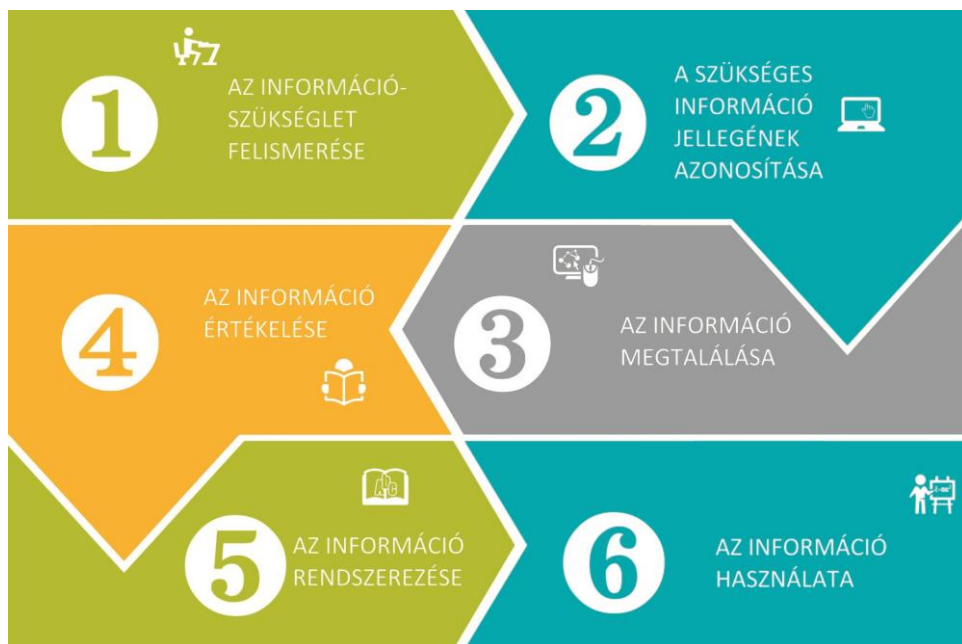 1
AZ INFORMÁCIÓ-
SZÜKSÉGLET
FELISMERÉSE
2
A SZÜKSÉGES
INFORMÁCIÓ
JELLEGÉNEK
AZONOSÍTÁSA
3
AZ INFORMÁCIÓ
MEGTALÁLÁSA
4
AZ INFORMÁCIÓ
ÉRTÉKELÉSE
5
AZ INFORMÁCIÓ
RENDSZEREZÉSE
6
AZ INFORMÁCIÓ
HASZNÁLATA